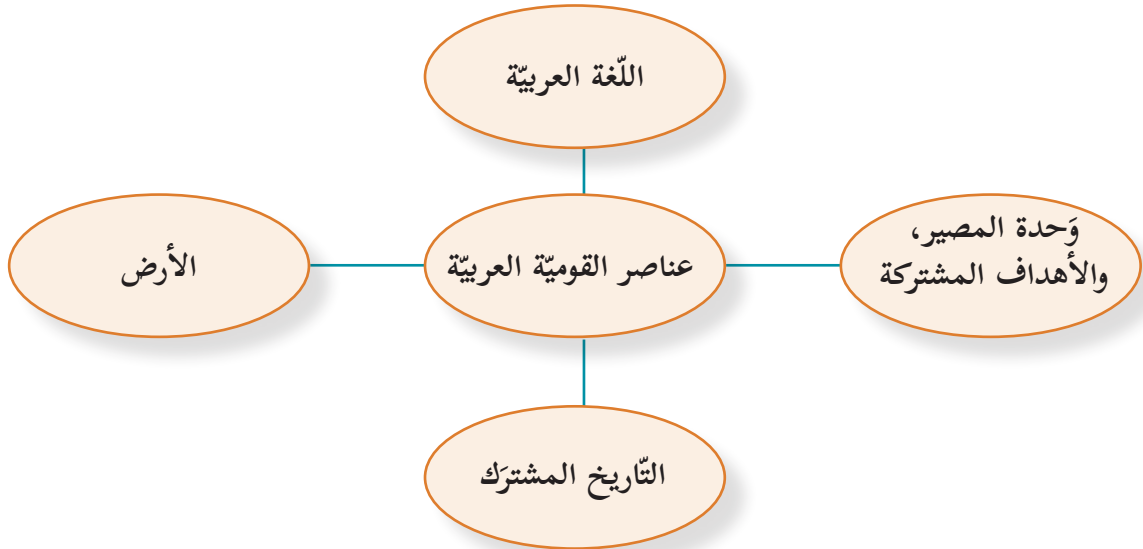 اللّغة العربيّة
وَحدة المصير،
والأهداف المشتركة
عناصر القوميّة العربيّة
الأرض
التّاريخ المشترَك